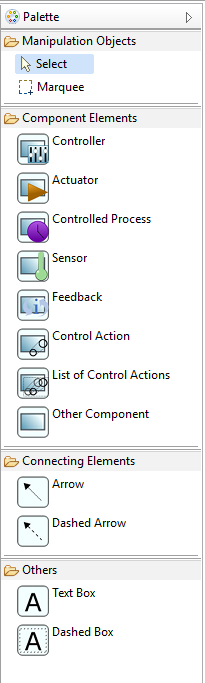 Palette
Manipulation Objects
Select
Marquee
Component Elements
Controller
Actuator
Controlled Process
Sensor
Feedback
Control Action
List of Control Actions
Other Component
Connecting Elements
Arrow
Dashed Arrow
Others
A Text Box
A Dashed Box